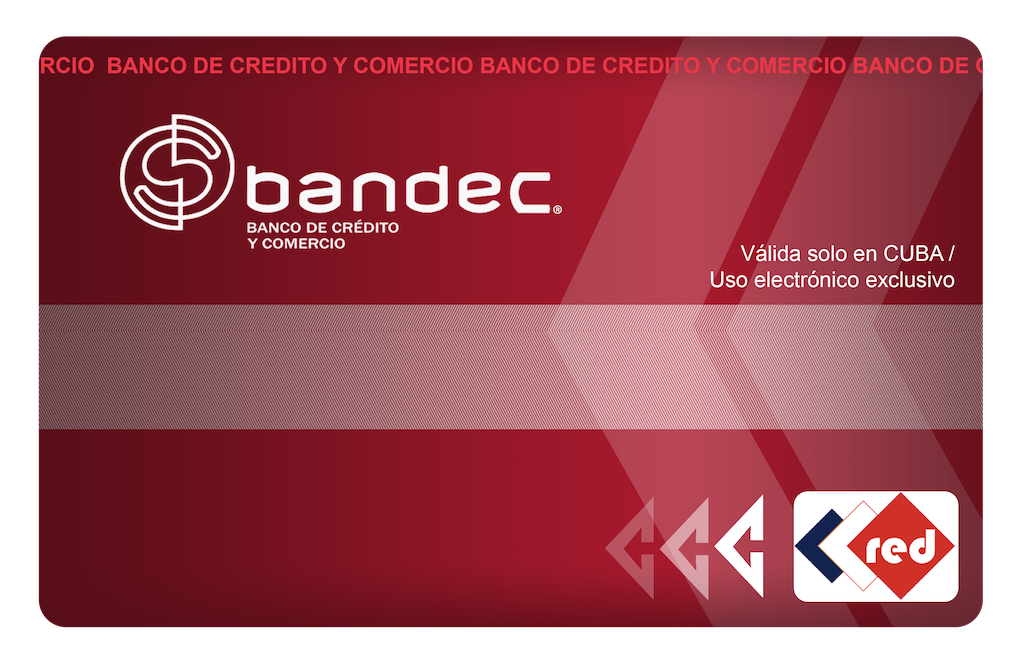 RCIO BANCO DE CREDITO Y COMERCIO BANCO DE CREDITO Y COMERCIO BANCO DE C
bandec®
BANCO DE CRÉDITO
Y COMERCIO
Válida solo en CUBA /
Uso electrónico exclusivo
red